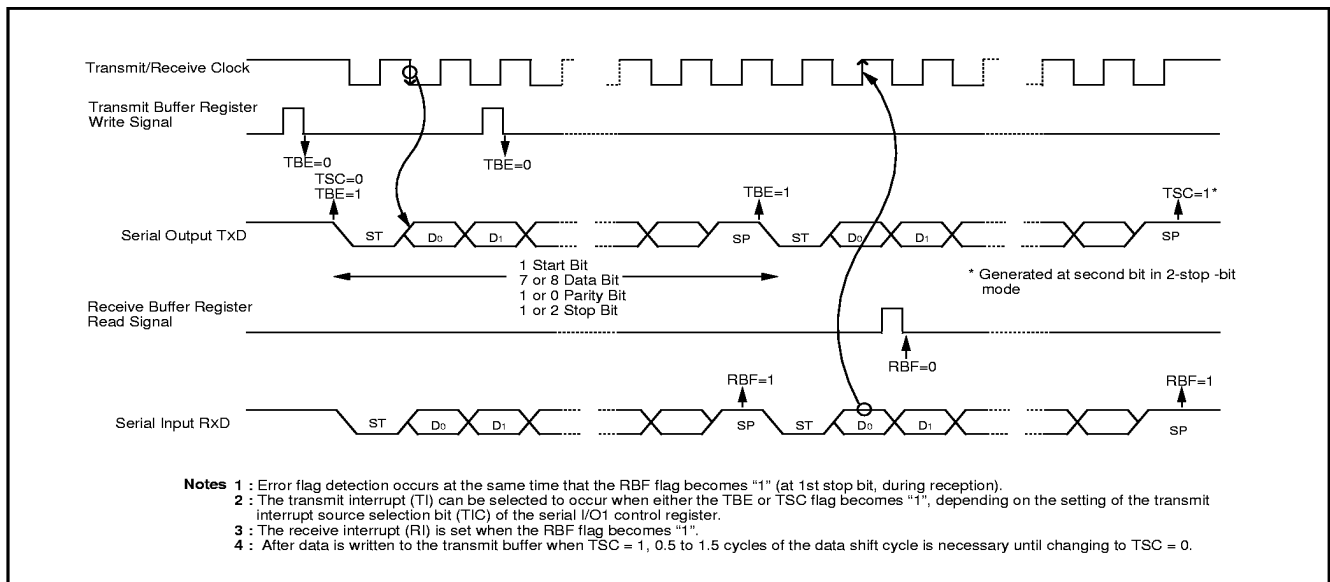 Transmit/Receive Clock
Transmit Buffer Register
Write Signal
TBE=0
TBE=0
TSC=0
TBE=1
TBE=1
TSC=1*
Serial Output TxD
ST
D0
D1
SP
ST
D0
D1
SP
1 Start Bit
7 or 8 Data Bit
1 or 0 Parity Bit
1 or 2 Stop Bit
* Generated at second bit in 2-stop -bit
mode
Receive Buffer Register
Read Signal
RBF=0
RBF=1
RBF=1
Serial Input RxD
ST
D0
D1
SP
ST
D0
D1
SP
Notes 1 : Error flag detection occurs at the same time that the RBF flag becomes “1” (at 1st stop bit, during reception).
2 : The transmit interrupt (TI) can be selected to occur when either the TBE or TSC flag becomes “1”, depending on the setting of the transmit
interrupt source selection bit (TIC) of the serial I/O1 control register.
3 : The receive interrupt (RI) is set when the RBF flag becomes “1”.
4 : After data is written to the transmit buffer when TSC = 1, 0.5 to 1.5 cycles of the data shift cycle is necessary until changing to TSC = 0.